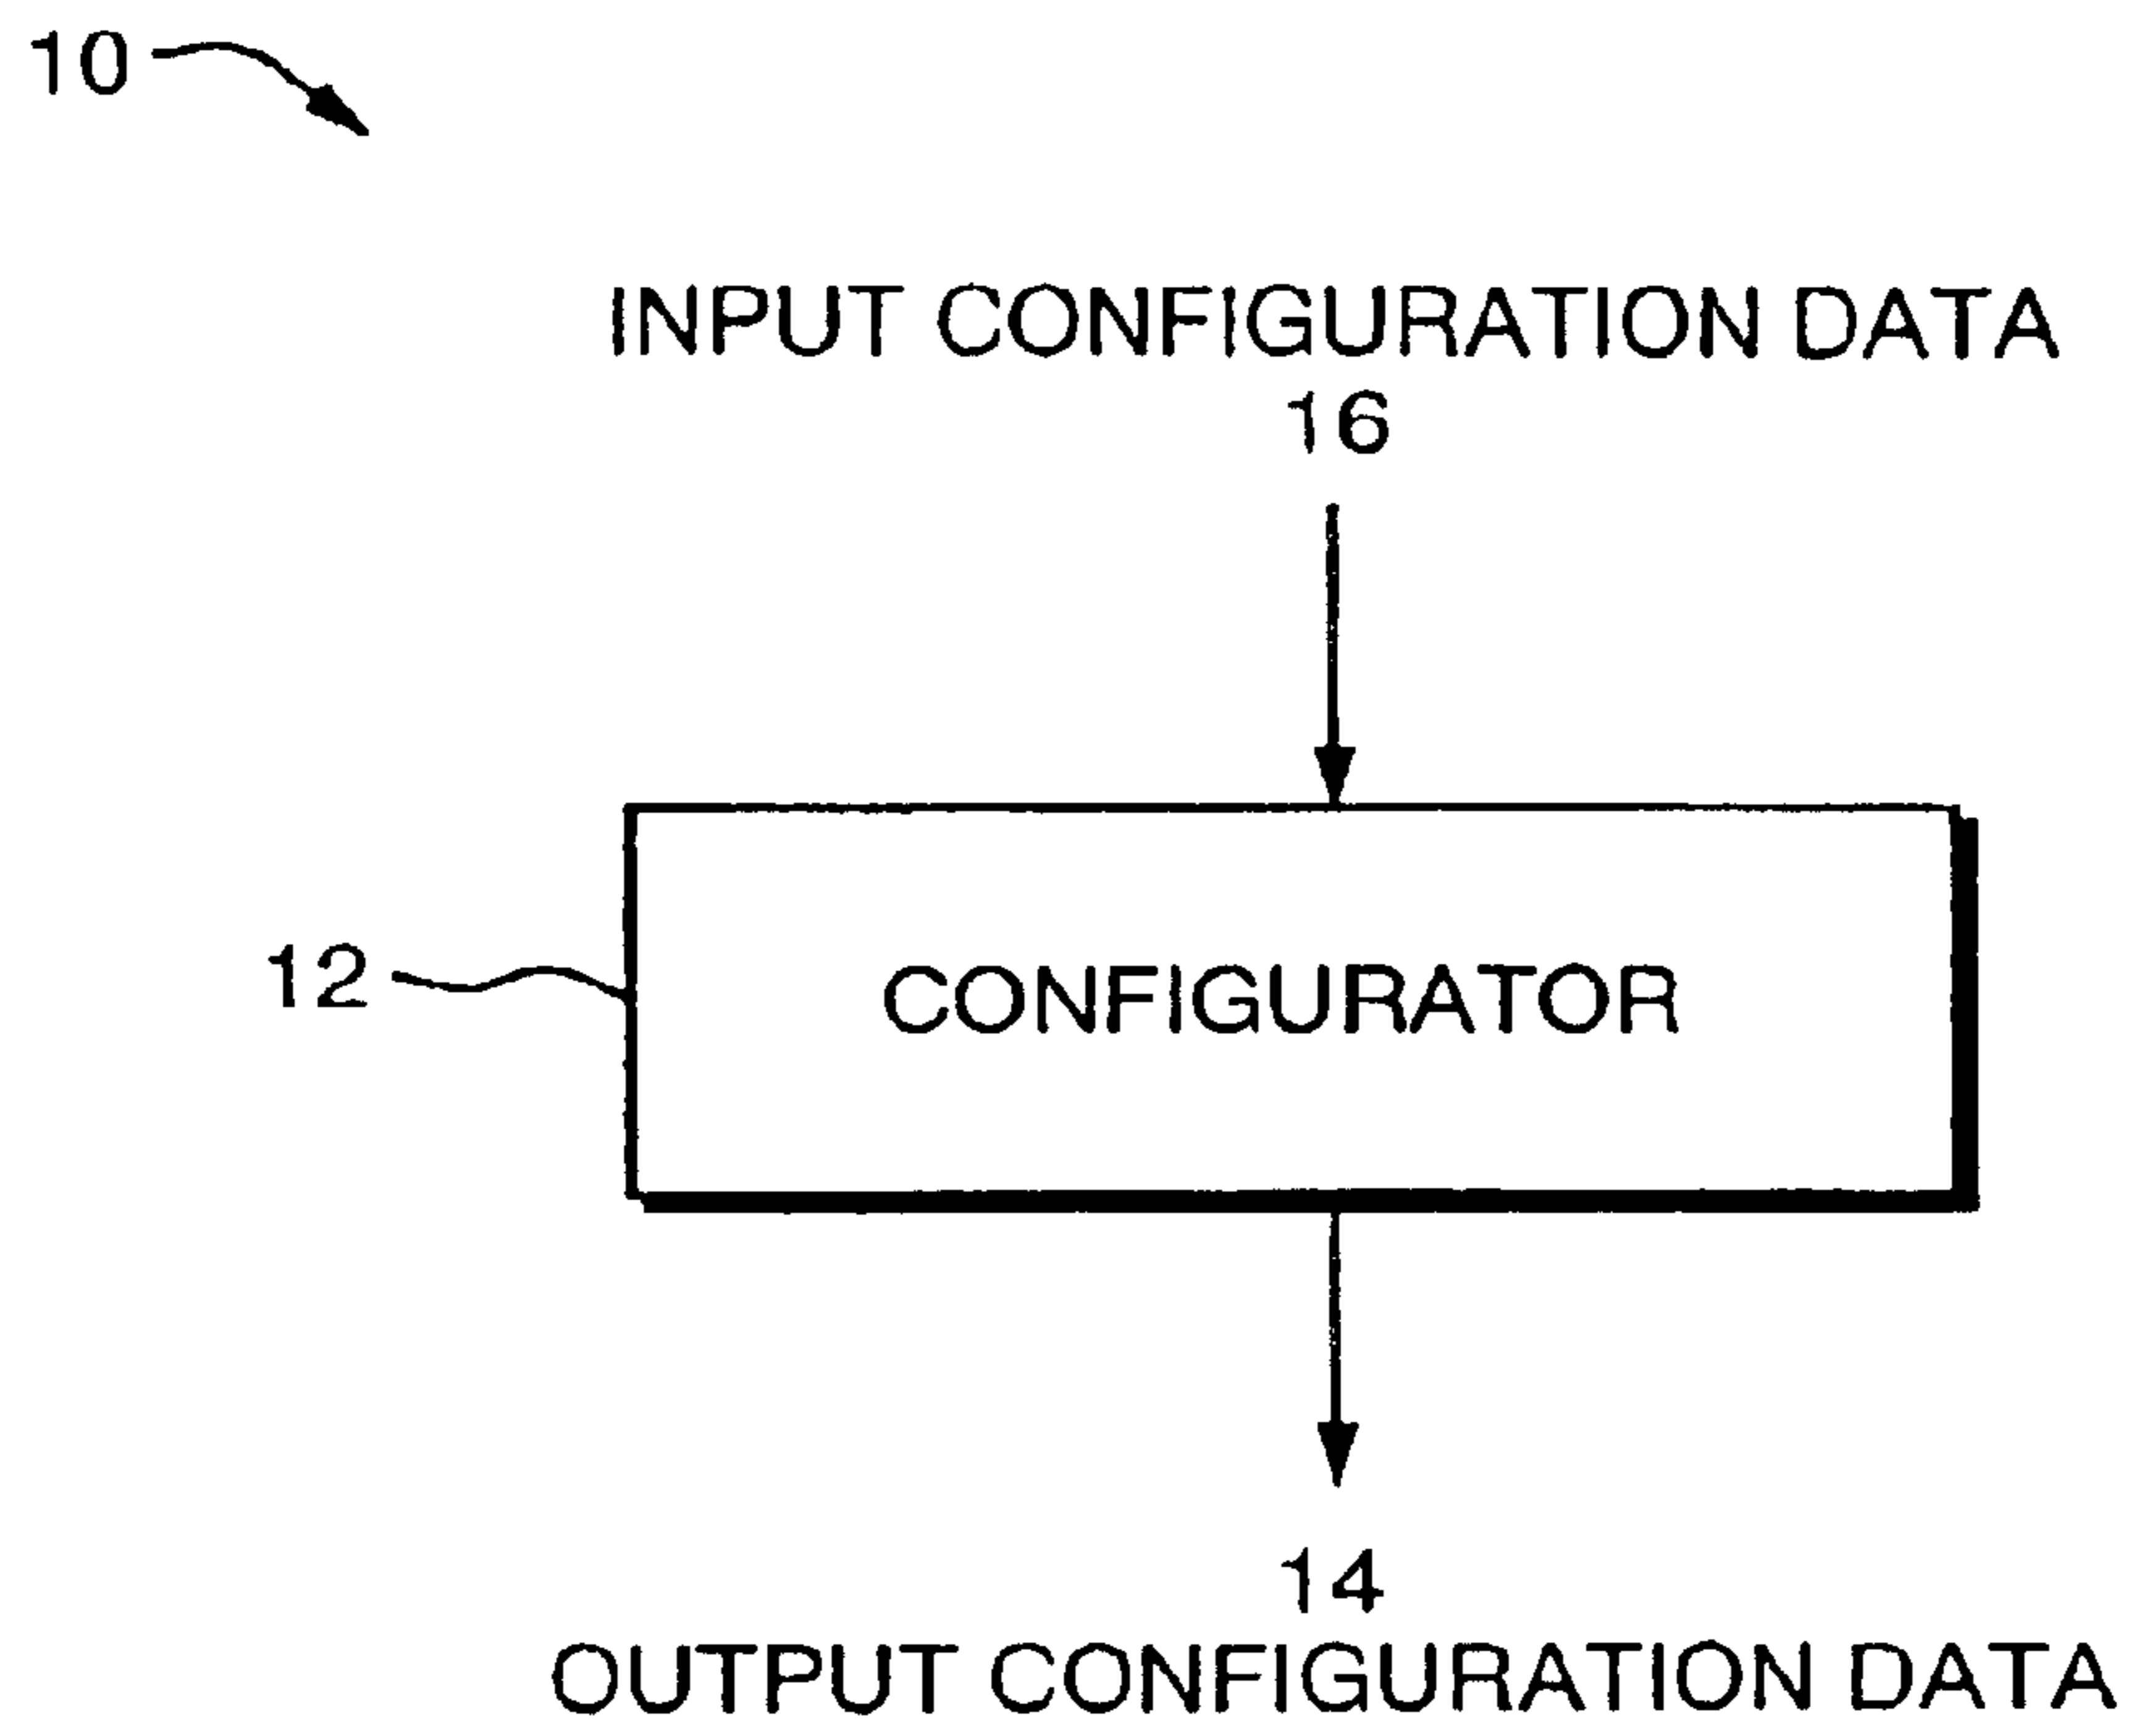 10
INPUT CONFIGURATION DATA
16
12
CONFIGURATOR
14
OUTPUT CONFIGURATION DATA